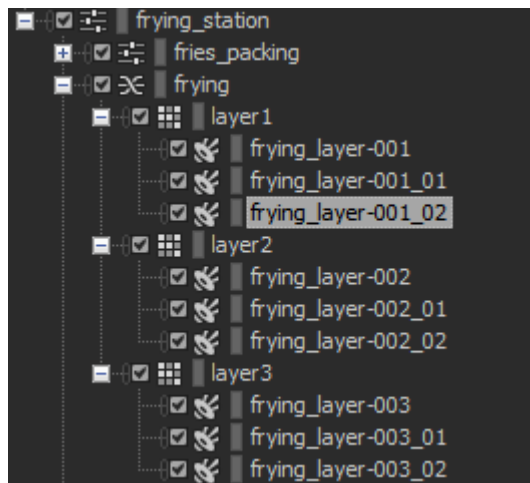 frying_station
fries_packing
frying
layer1
frying_layer-001
frying_layer-001_01
frying_layer-001_02
layer2
frying_layer-002
frying_layer-002_01
frying_layer-002_02
layer3
frying_layer-003
frying_layer-003_01
frying_layer-003_02